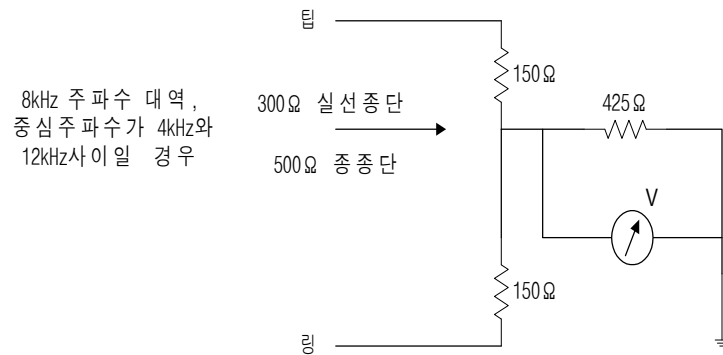 팁
150Ω
8kHz 주파수 대역,
중심주파수가 4kHz와
12kHz사이일 경우
300Ω 실선종단
500Ω 종종단
425Ω
V
150Ω
링